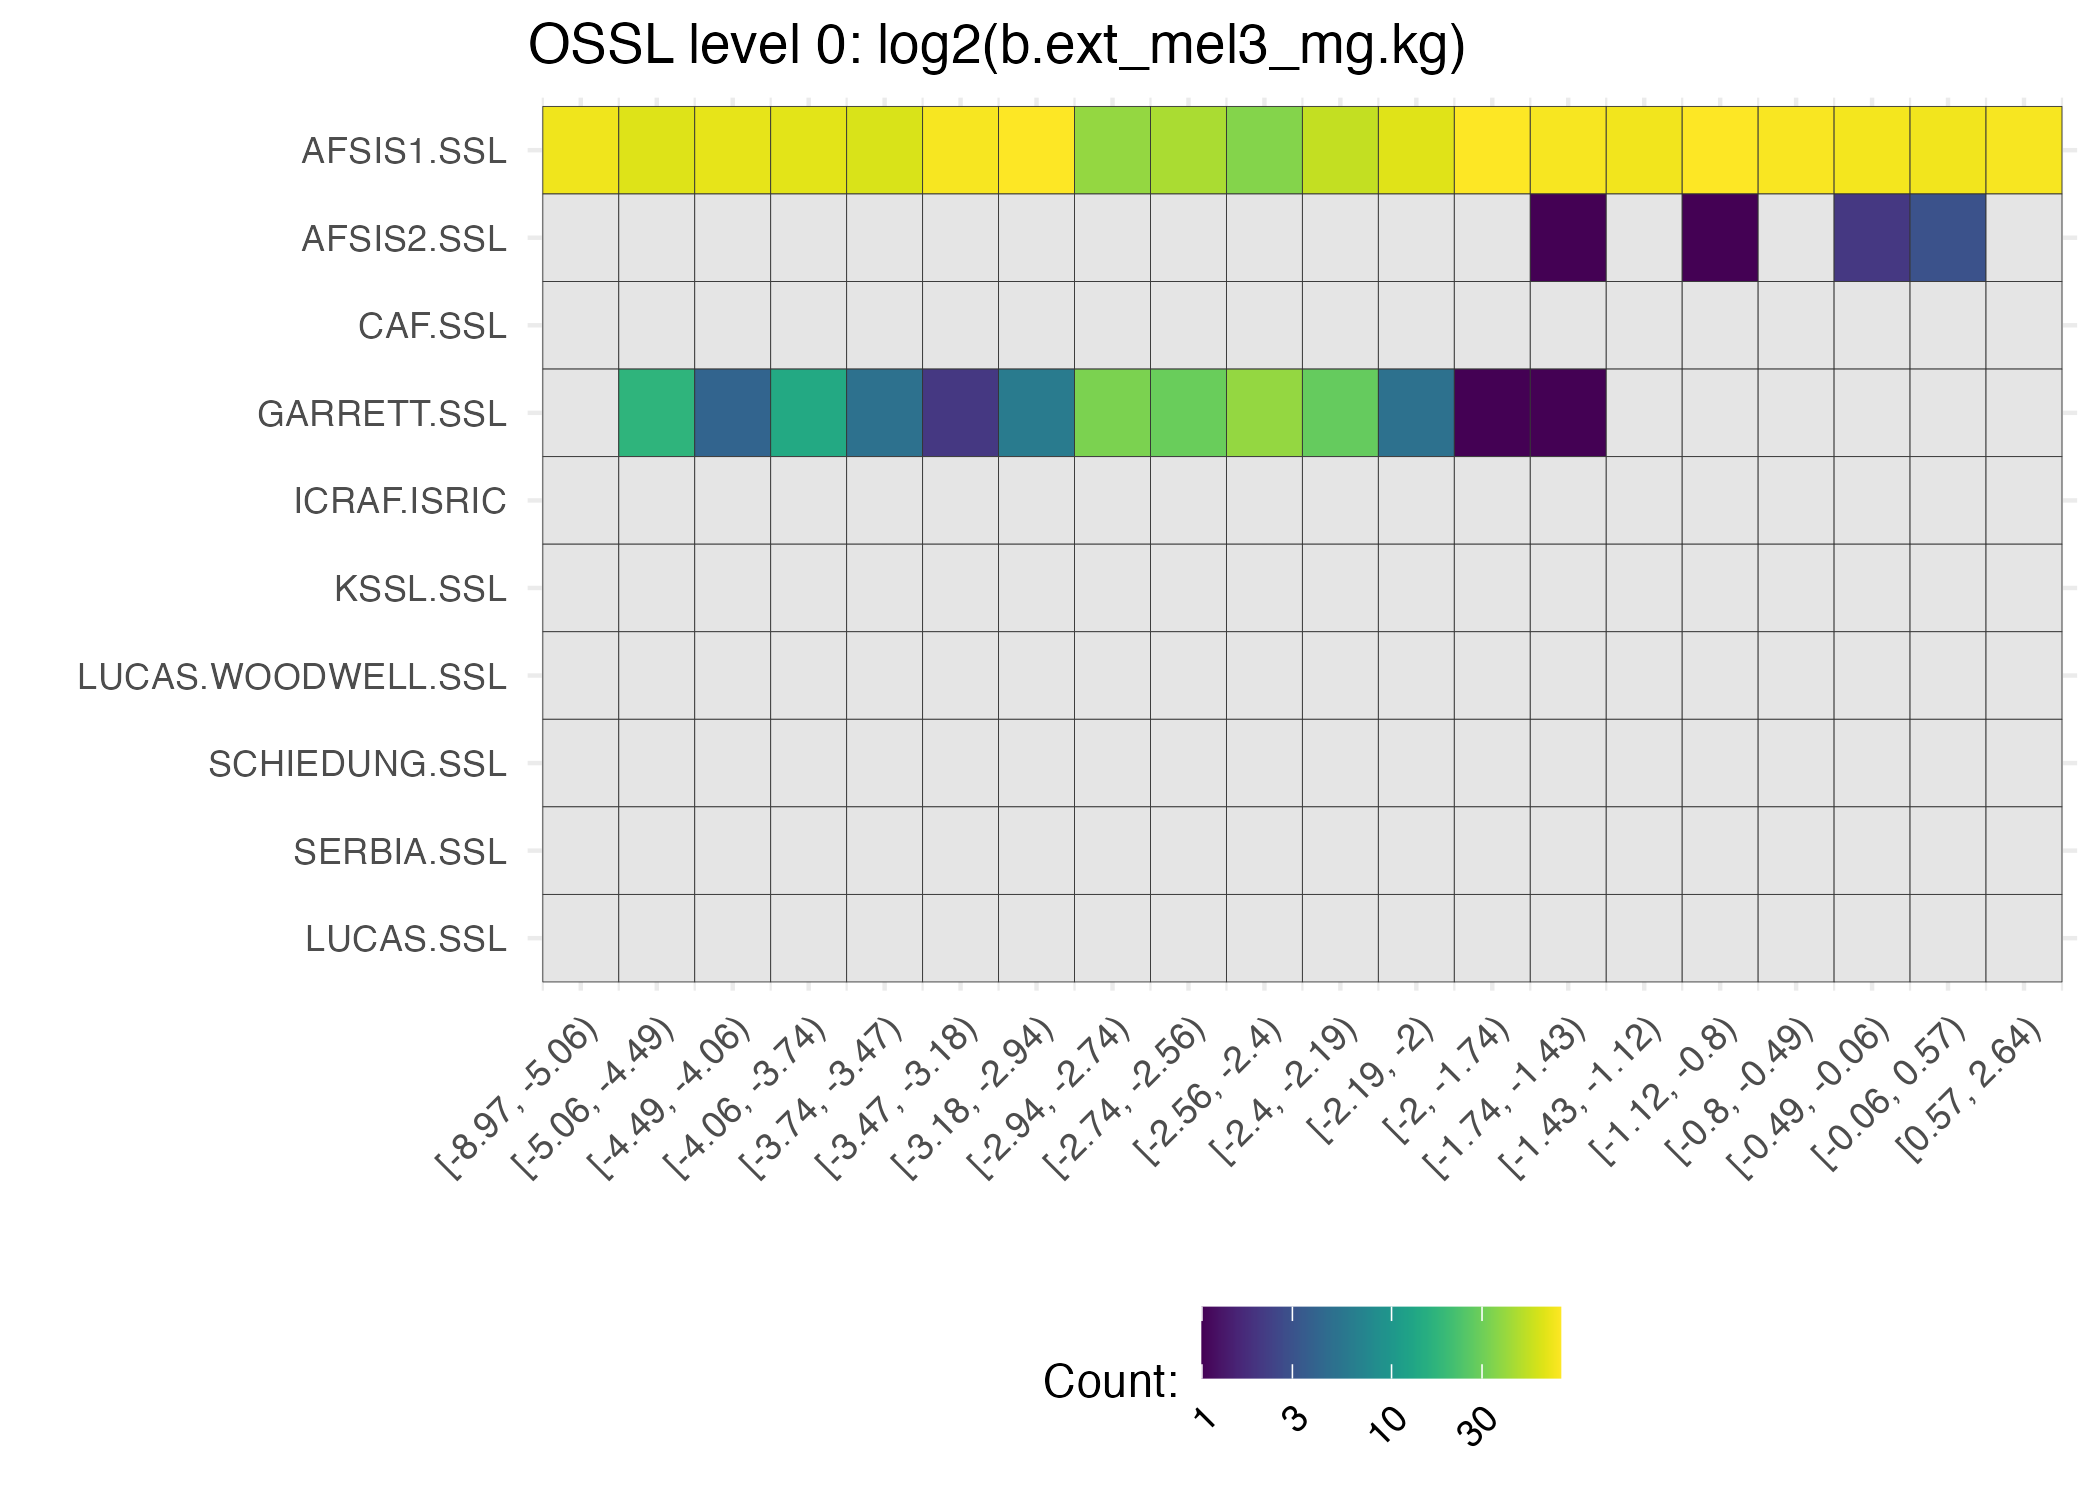 OSSL level 0: log2(b.ext_mel3_mg.kg)
AFSIS1.SSL
AFSIS2.SSL
CAF.SSL
GARRETT.SSL
ICRAF.ISRIC
KSSL.SSL
LUCAS.WOODWELL.SSL
SCHIEDUNG.SSL
SERBIA.SSL
LUCAS.SSL
[-8.97, -5.06)
[-5.06, -4.49)
[-4.49, -4.06)
[-4.06, -3.74)
[-3.74, -3.47)
[-3.47, -3.18)
[-3.18, -2.94)
[-2.94, -2.74)
[-2.74, -2.56)
[-2.56, -2.4)
[-2.4, -2.19)
[-2.19, -2)
[-2, -1.74)
[-1.74, -1.43)
[-1.43, -1.12)
[-1.12, -0.8)
[-0.8, -0.49)
[-0.49, -0.06)
[-0.06, 0.57)
[0.57, 2.64)
Count:
1
3
10
30